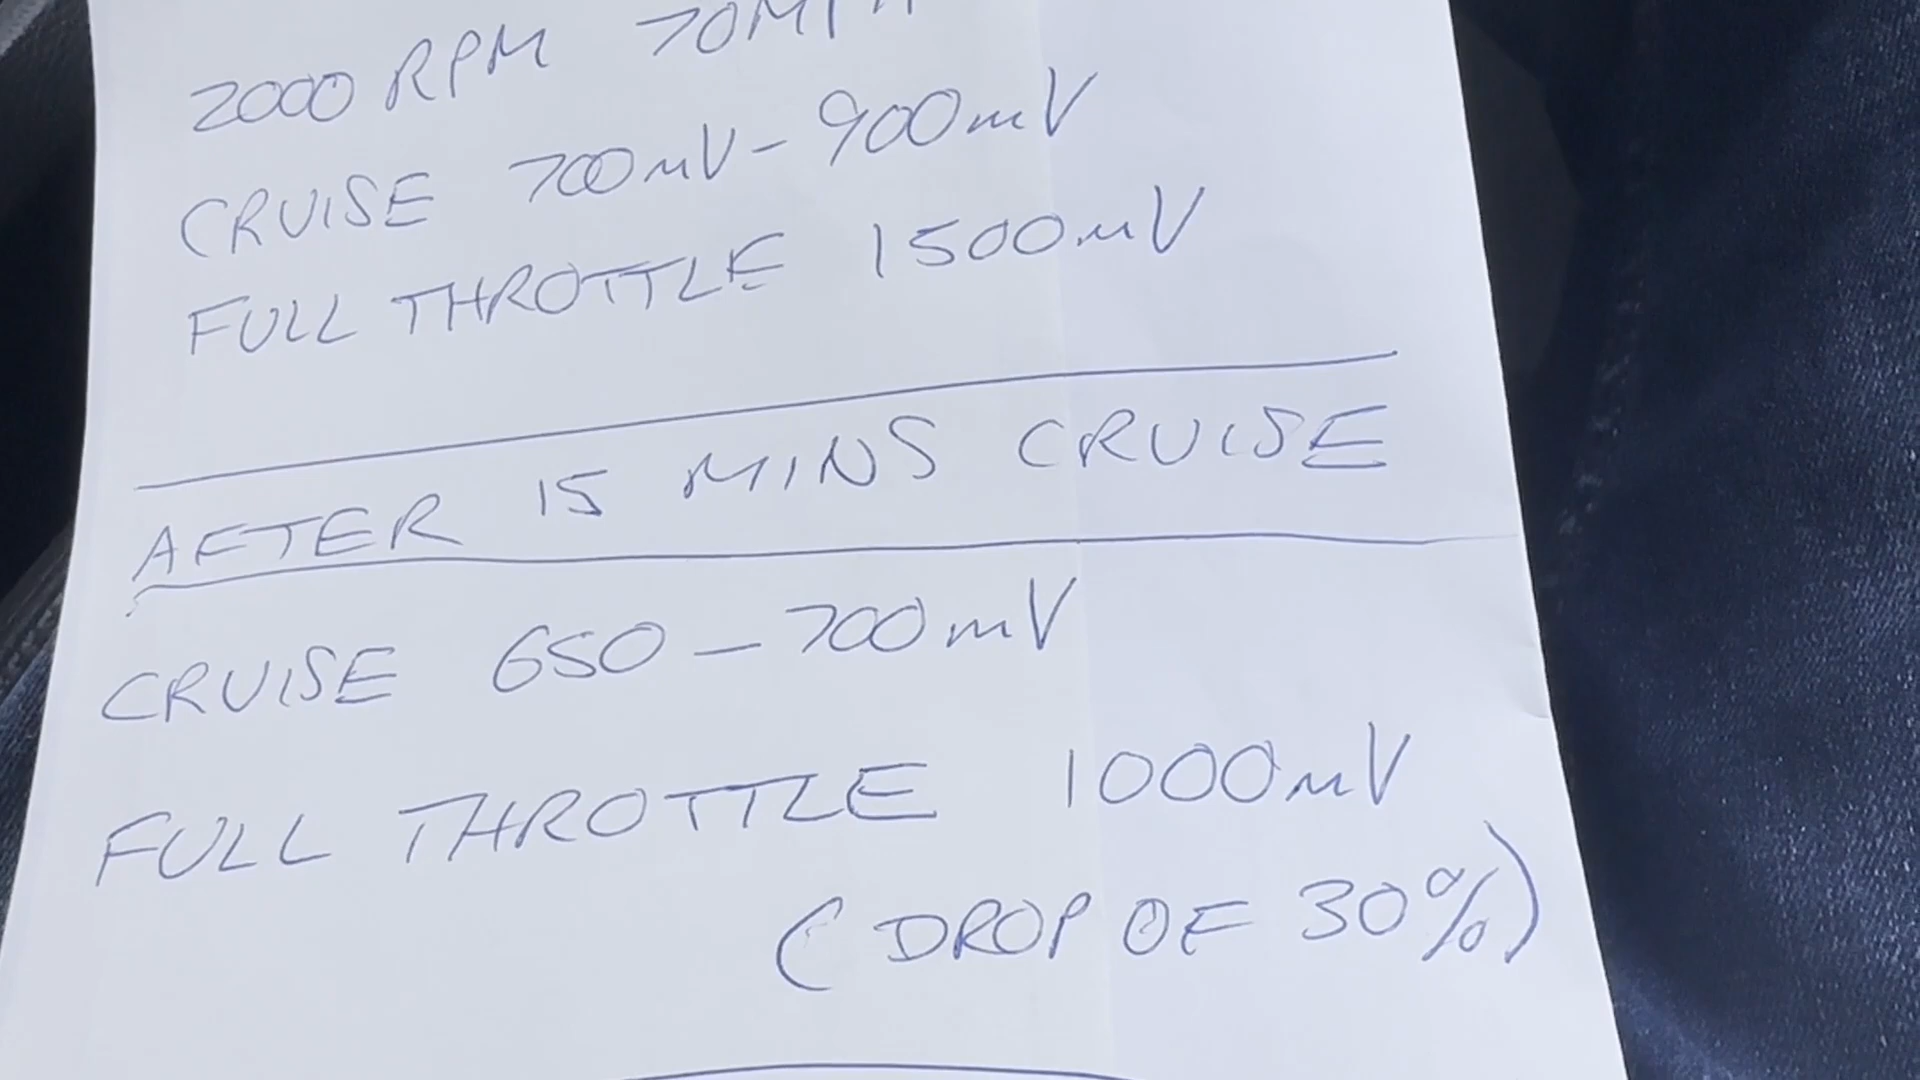 2000 RPM 70MPH
CRUISE 700mV - 900mV
FULL THROTTLE 1500mV
AFTER 15 MINS CRUISE
CRUISE 650 - 700mV
FULL THROTTLE 1000mV
(DROP OF 30%)